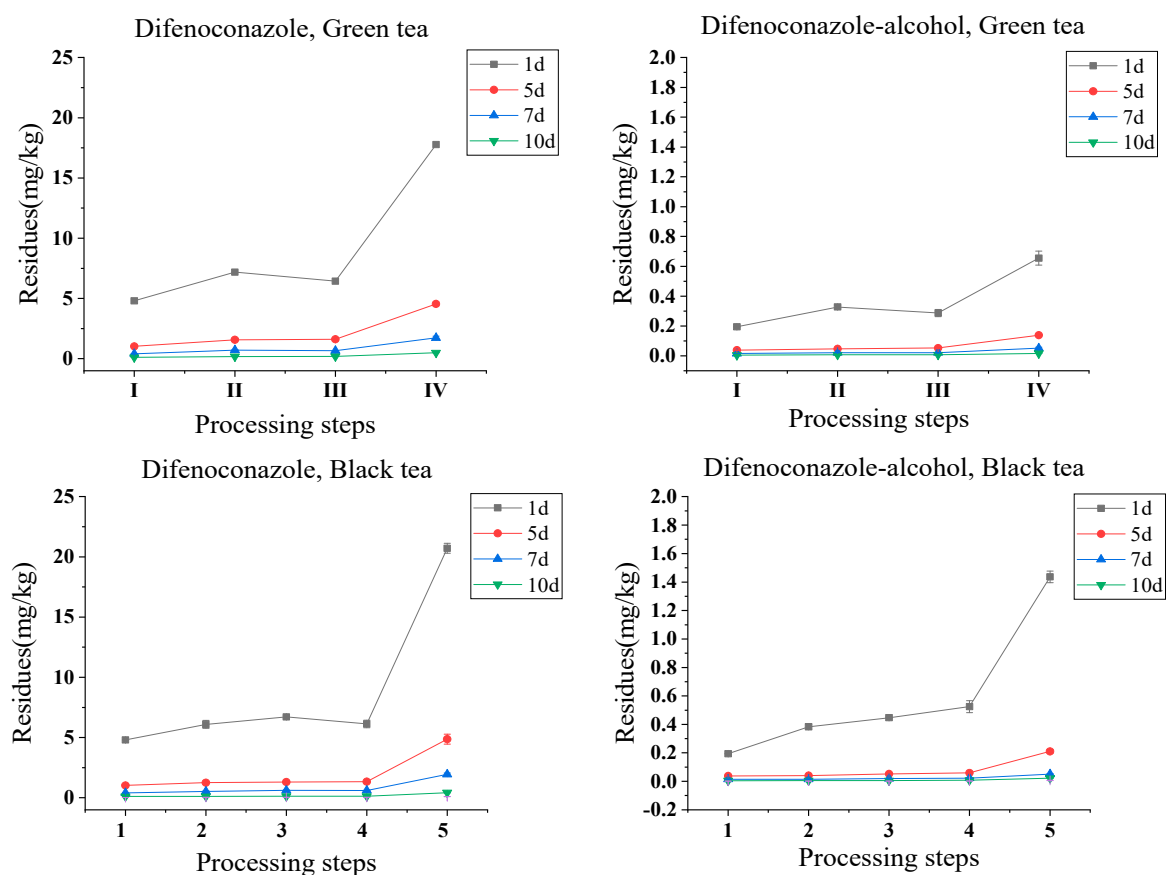 Difenoconazole, Green tea
25
20
15
10
5
0
Residues(mg/kg)
1d
5d
7d
10d
I II III IV
Processing steps
Difenoconazole-alcohol, Green tea
2.0
1.8
1.6
1.4
1.2
1.0
0.8
0.6
0.4
0.2
0.0
Residues(mg/kg)
1d
5d
7d
10d
I II III IV
Processing steps
Difenoconazole, Black tea
25
20
15
10
5
0
Residues(mg/kg)
1d
5d
7d
10d
1 2 3 4 5
Processing steps
Difenoconazole-alcohol, Black tea
2.0
1.8
1.6
1.4
1.2
1.0
0.8
0.6
0.4
0.2
0.0
-0.2
Residues(mg/kg)
1d
5d
7d
10d
1 2 3 4 5
Processing steps